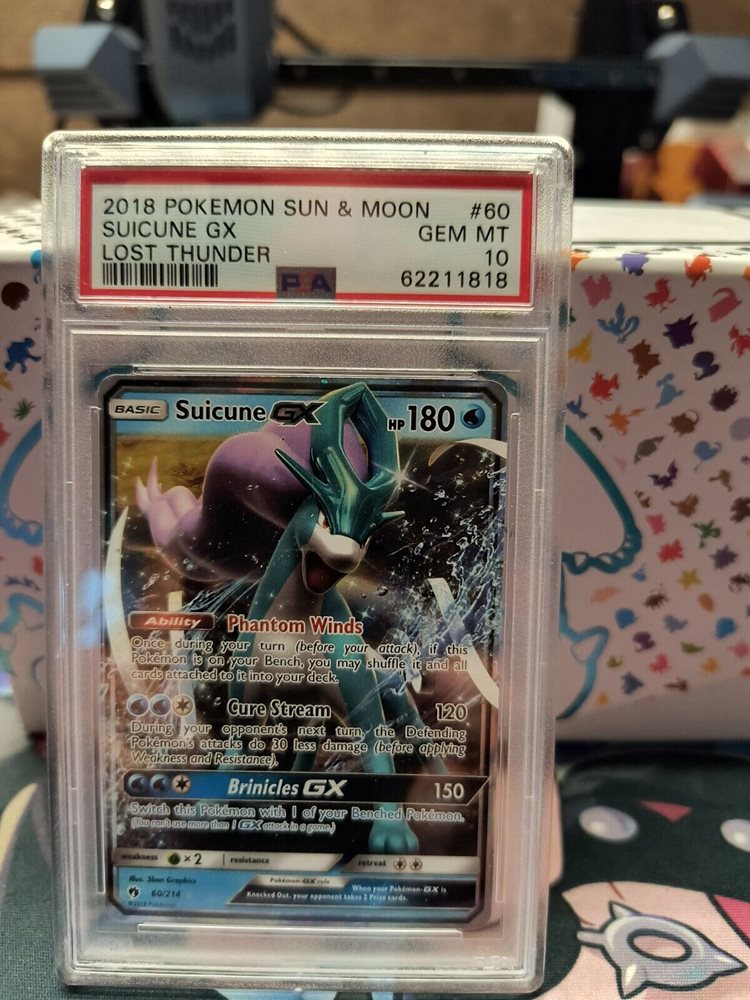 2018 POKEMON SUN & MOON #60
SUICUNE GX GEM MT
LOST THUNDER 10
PSA 62211818
BASIC Suicune GX HP 180
Ability Phantom Winds
Once during your turn (before your attack), if this
Pokémon is on your Bench, you may shuffle it and all
cards attached to it into your deck.
Cure Stream 120
During your opponent's next turn, the Defending
Pokémon's attacks do 30 less damage (before applying
Weakness and Resistance).
Brinicles GX 150
Switch this Pokémon with 1 of your Benched Pokémon.
(You can't use more than 1 GX attack in a game.)
weakness ×2 resistance retreat
Illus. 5ban Graphics Pokémon-GX rule When your Pokémon-GX is
60/214 Knocked Out, your opponent takes 2 Prize cards.
©2018 Pokémon